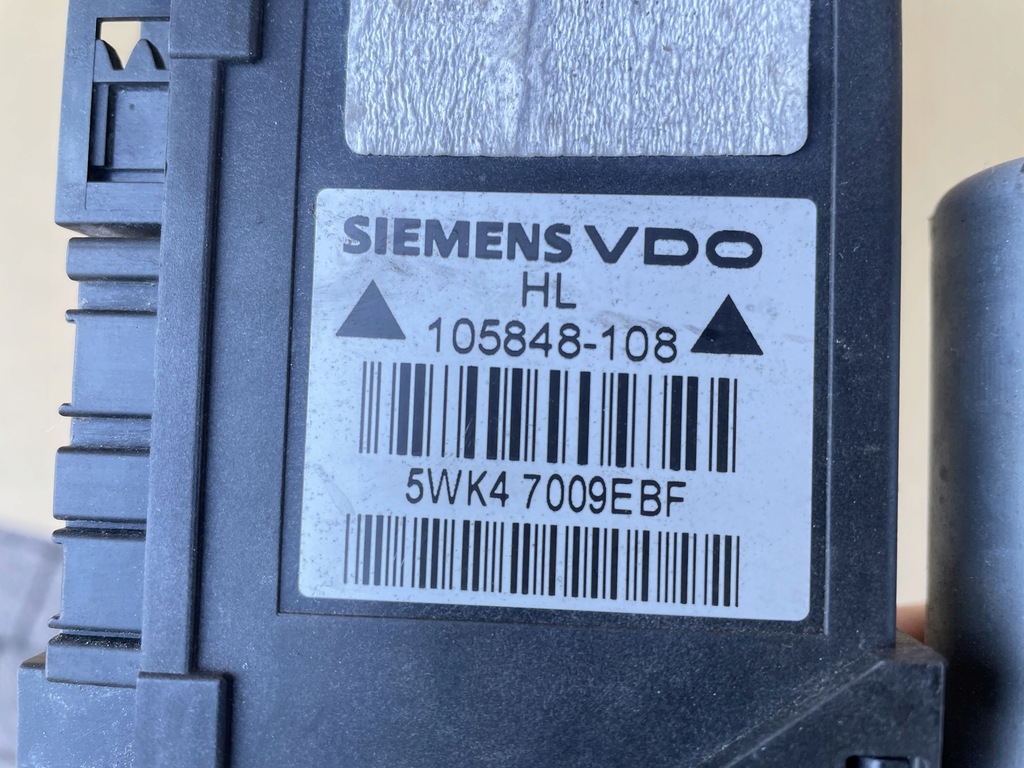 SIEMENS VDO
HL
105848-108
5WK4 7009EBF